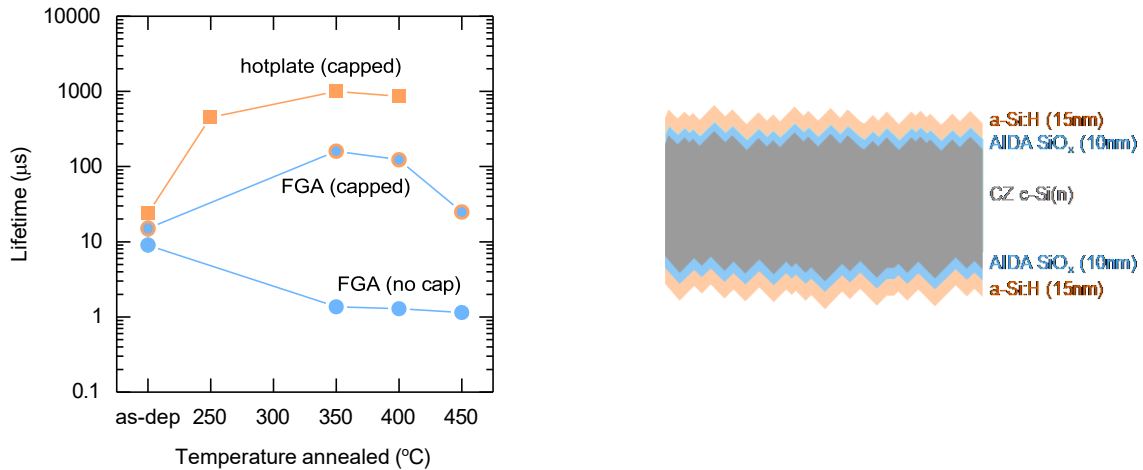 10000
1000
100
10
1
0.1
Lifetime (μs)
hotplate (capped)
FGA (capped)
FGA (no cap)
as-dep 250 300 350 400 450
Temperature annealed (°C)
a-Si:H (15nm)
AlDA SiOₓ (10nm)
CZ c-Si(n)
AlDA SiOₓ (10nm)
a-Si:H (15nm)